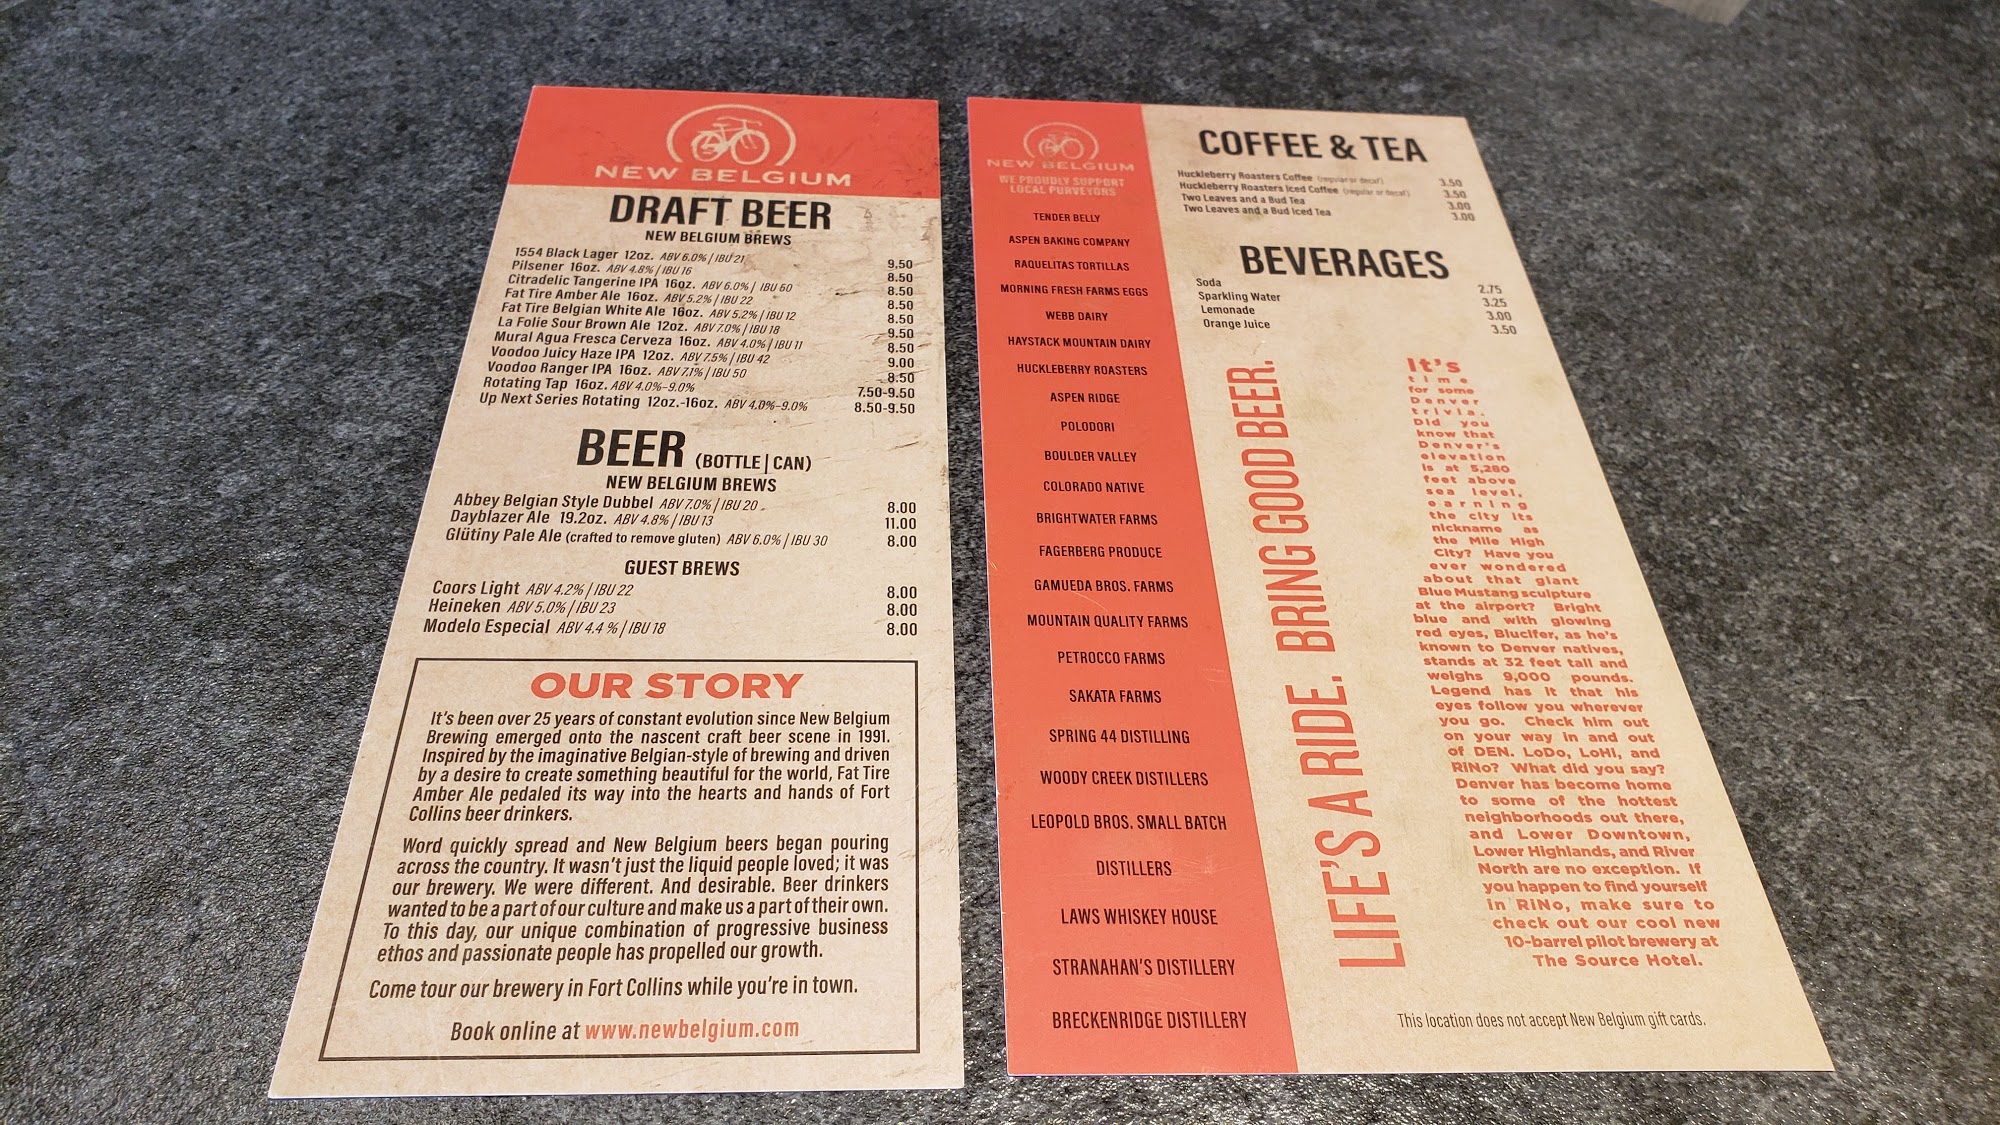 NEW BELGIUM
DRAFT BEER
NEW BELGIUM BREWS
1554 Black Lager 12oz. ABV 6.0% | IBU 21 9.50
Pilsener 16oz. ABV 4.8% | IBU 16 8.50
Citradelic Tangerine IPA 16oz. ABV 6.0% | IBU 60 8.50
Fat Tire Amber Ale 16oz. ABV 5.2% | IBU 22 8.50
Fat Tire Belgian White Ale 16oz. ABV 5.2% | IBU 12 8.50
La Folie Sour Brown Ale 12oz. ABV 7.0% | IBU 18 9.50
Mural Agua Fresca Cerveza 16oz. ABV 4.0% | IBU 11 8.50
Voodoo Juicy Haze IPA 12oz. ABV 7.5% | IBU 42 9.00
Voodoo Ranger IPA 16oz. ABV 7.1% | IBU 50 8.50
Rotating Tap 16oz. ABV 4.0%-9.0% 7.50-9.50
Up Next Series Rotating 12oz.-16oz. ABV 4.0%-9.0% 8.50-9.50
BEER (BOTTLE | CAN)
NEW BELGIUM BREWS
Abbey Belgian Style Dubbel ABV 7.0% | IBU 20 8.00
Dayblazer Ale 19.2oz. ABV 4.8% | IBU 13 11.00
Glütiny Pale Ale (crafted to remove gluten) ABV 6.0% | IBU 30 8.00
GUEST BREWS
Coors Light ABV 4.2% | IBU 22 8.00
Heineken ABV 5.0% | IBU 23 8.00
Modelo Especial ABV 4.4 % | IBU 18 8.00
OUR STORY
It's been over 25 years of constant evolution since New Belgium
Brewing emerged onto the nascent craft beer scene in 1991.
Inspired by the imaginative Belgian-style of brewing and driven
by a desire to create something beautiful for the world, Fat Tire
Amber Ale pedaled its way into the hearts and hands of Fort
Collins beer drinkers.
Word quickly spread and New Belgium beers began pouring
across the country. It wasn't just the liquid people loved; it was
our brewery. We were different. And desirable. Beer drinkers
wanted to be a part of our culture and make us a part of their own.
To this day, our unique combination of progressive business
ethos and passionate people has propelled our growth.
Come tour our brewery in Fort Collins while you're in town.
Book online at www.newbelgium.com
NEW BELGIUM
WE PROUDLY SUPPORT
LOCAL PURVEYORS
TENDER BELLY
ASPEN BAKING COMPANY
RAQUELITAS TORTILLAS
MORNING FRESH FARMS EGGS
WEBB DAIRY
HAYSTACK MOUNTAIN DAIRY
HUCKLEBERRY ROASTERS
ASPEN RIDGE
POLODORI
BOULDER VALLEY
COLORADO NATIVE
BRIGHTWATER FARMS
FAGERBERG PRODUCE
GAMUEDA BROS. FARMS
MOUNTAIN QUALITY FARMS
PETROCCO FARMS
SAKATA FARMS
SPRING 44 DISTILLING
WOODY CREEK DISTILLERS
LEOPOLD BROS. SMALL BATCH
DISTILLERS
LAWS WHISKEY HOUSE
STRANAHAN'S DISTILLERY
BRECKENRIDGE DISTILLERY
COFFEE & TEA
Huckleberry Roasters Coffee (regular or decaf) 3.50
Huckleberry Roasters Iced Coffee (regular or decaf) 3.50
Two Leaves and a Bud Tea 3.00
Two Leaves and a Bud Iced Tea 3.00
BEVERAGES
Soda 2.75
Sparkling Water 3.25
Lemonade 3.00
Orange Juice 3.50
LIFE'S A RIDE. BRING GOOD BEER.
It's
time
for some
Denver
trivia.
Did you
know that
Denver's
elevation
is at 5,280
feet above
sea level,
earning
the city its
nickname as
the Mile High
City? Have you
ever wondered
about that giant
Blue Mustang sculpture
at the airport? Bright
blue and with glowing
red eyes, Blucifer, as he's
known to Denver natives,
stands at 32 feet tall and
weighs 9,000 pounds.
Legend has it that his
eyes follow you wherever
you go. Check him out
on your way in and out
of DEN. LoDo, LoHi, and
RiNo? What did you say?
Denver has become home
to some of the hottest
neighborhoods out there,
and Lower Downtown,
Lower Highlands, and River
North are no exception. If
you happen to find yourself
in RiNo, make sure to
check out our cool new
10-barrel pilot brewery at
The Source Hotel.
This location does not accept New Belgium gift cards.